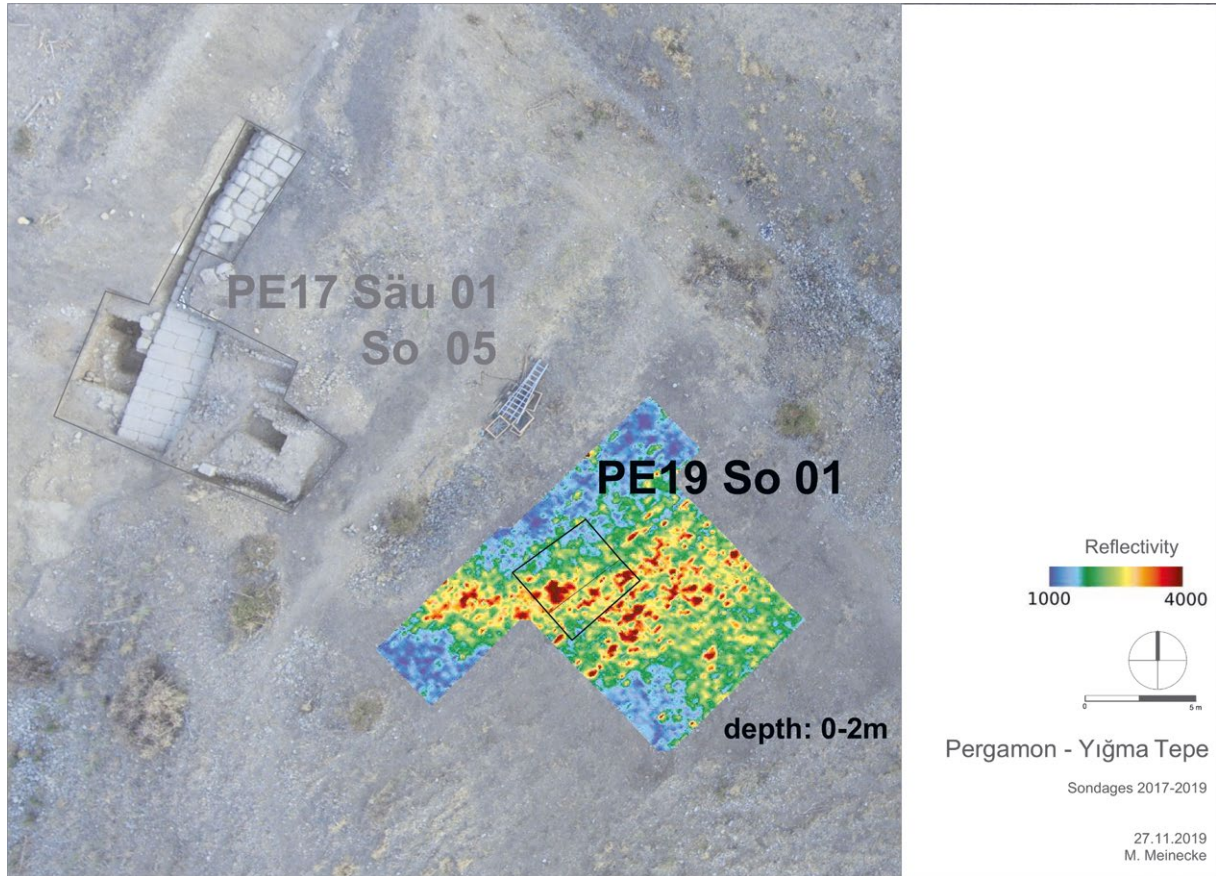 PE17 Säu 01
So 05
PE19 So 01
depth: 0-2m
Reflectivity
1000 4000
0 5 m
Pergamon - Yığma Tepe
Sondages 2017-2019
27.11.2019
M. Meinecke